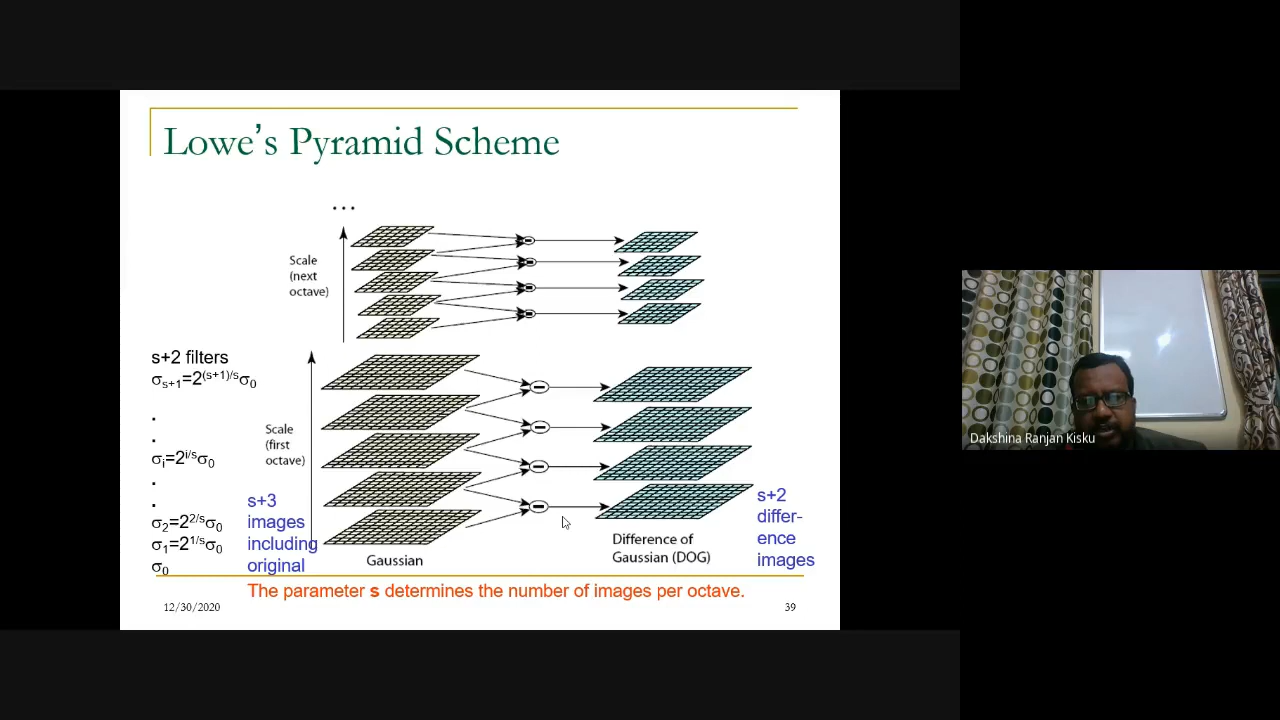 Lowe's Pyramid Scheme
...
Scale
(next
octave)
s+2 filters
σs+1=2(s+1)/sσ0
.
.
σi=2i/sσ0
.
.
σ2=22/sσ0
σ1=21/sσ0
σ0
Scale
(first
octave)
s+3
images
including
original
Gaussian
Difference of
Gaussian (DOG)
s+2
differ-
ence
images
The parameter s determines the number of images per octave.
12/30/2020
39
Dakshina Ranjan Kisku